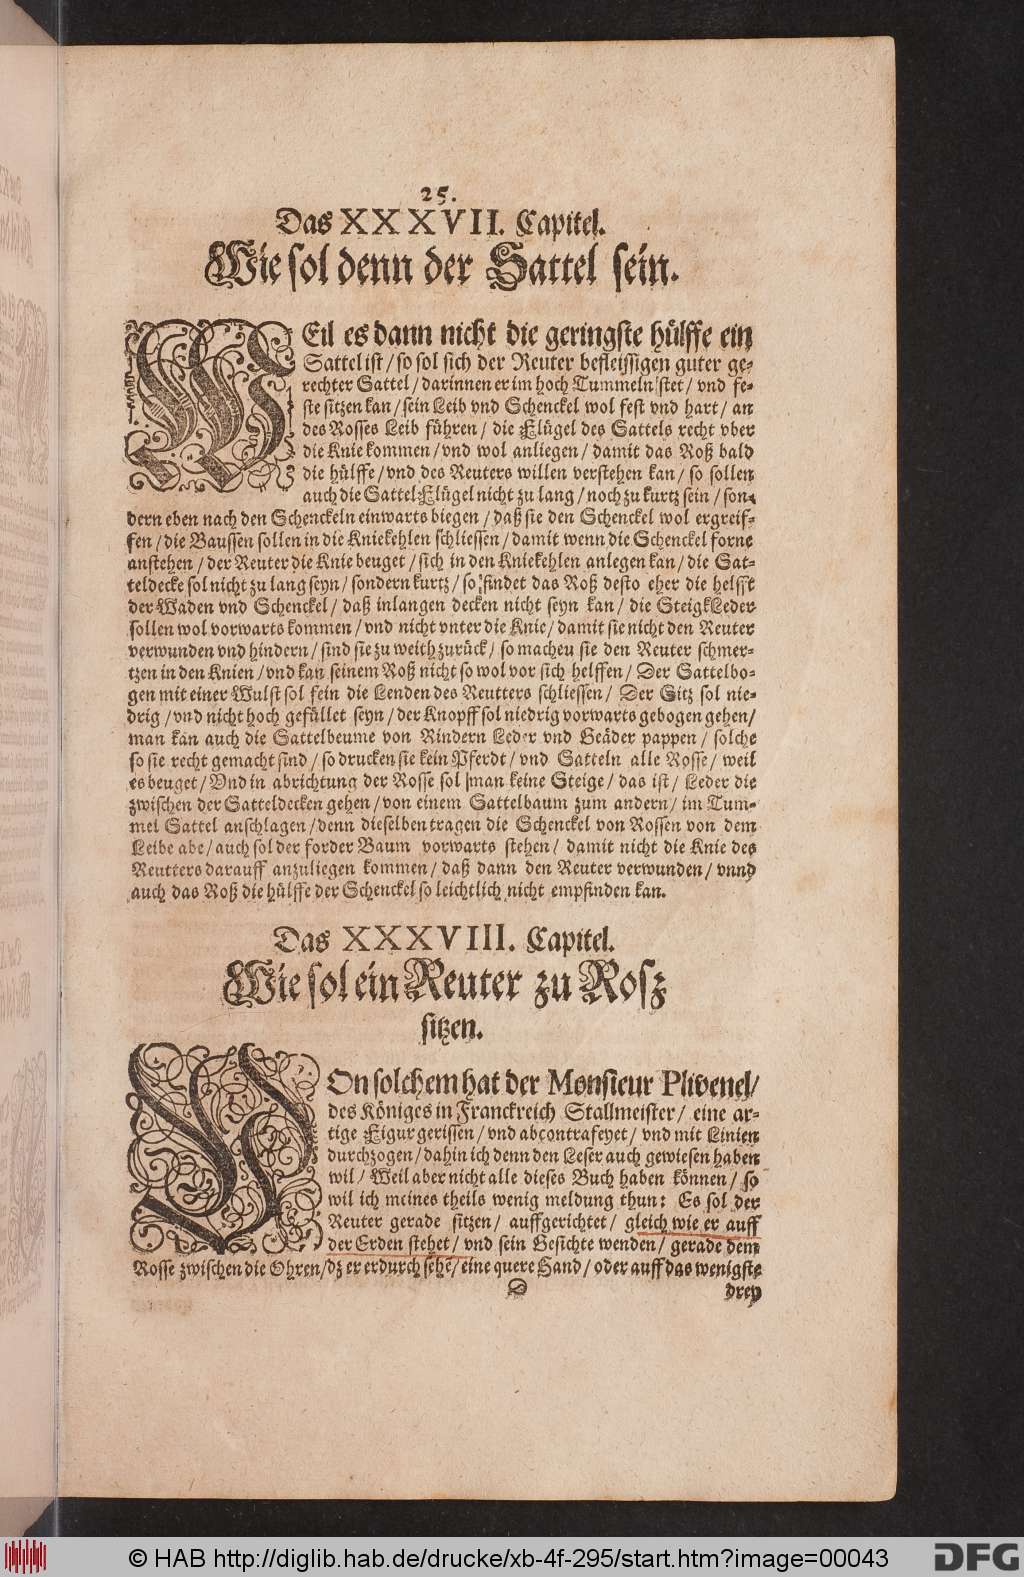 25.
Das XXXVII. Capitel.
Wie sol denn der Sattel sein.
WEil es dann nicht die geringste hülffe ein
Sattel ist / so sol sich der Reuter befleissigen guter ge-
rechter Sattel / darinnen er im hoch Tummeln stet / vnd fe-
ste sitzen kan / sein Leib vnd Schenckel wol fest vnd hart / an
des Rosses Leib führen / die Flügel des Sattels recht vber
die Knie kommen / vnd wol anliegen / damit das Roß bald
die hülffe / vnd des Reuters willen verstehen kan / so sollen
auch die Sattel Flügel nicht zu lang / noch zu kurtz sein / son-
dern eben nach den Schenckeln einwarts biegen / daß sie den Schenckel wol ergreif-
fen / die Baussen sollen in die Kniekehlen schliessen / damit wenn die Schenckel forne
anstehen / der Reuter die Knie beuget / sich in den Kniekehlen anlegen kan / die Sat-
teldecke sol nicht zu lang seyn / sondern kurtz / so findet das Roß desto eher die helffe
der Waden vnd Schenckel / daß in langen decken nicht seyn kan / die SteigkLeder
sollen wol vorwarts kommen / vnd nicht vnter die Knie / damit sie nicht den Reuter
verwunden vnd hindern / sind sie zu weith zurück / so macheu sie den Reuter schmer-
tzen in den Knien / vnd kan seinem Roß nicht so wol vor sich helffen / Der Sattelbo-
gen mit einer Wulst sol fein die Lenden des Reutters schliessen / Der Sitz sol nie-
drig / vnd nicht hoch gefüllet seyn / der Knopff sol niedrig vorwarts gebogen gehen /
man kan auch die Sattelbeume von Rindern Leder vnd Geäder pappen / solche
so sie recht gemacht sind / so drucken sie kein Pferdt / vnd Satteln alle Rosse / weil
es beuget / Vnd in abrichtung der Rosse sol man keine Steige / das ist / Leder die
zwischen der Satteldecken gehen / von einem Sattelbaum zum andern / im Tum-
mel Sattel anschlagen / denn dieselben tragen die Schenckel von Rossen von dem
Leibe abe / auch sol der forder Baum vorwarts stehen / damit nicht die Knie des
Reutters darauff anzuliegen kommen / daß dann den Reuter verwunden / vnnd
auch das Roß die hülffe der Schenckel so leichtlich nicht empfinden kan.
Das XXXVIII. Capitel.
Wie sol ein Reuter zu Rosz
sitzen.
VOn solchem hat der Monsieur Plivenel /
des Königes in Franckreich Stallmeister / eine ar-
tige Figur gerissen / vnd abcontrafeyet / vnd mit Linien
durchzogen / dahin ich denn den Leser auch gewiesen haben
wil / Weil aber nicht alle dieses Buch haben können / so
wil ich meines theils wenig meldung thun: Es sol der
Reuter gerade sitzen / auffgerichtet / gleich wie er auff
der Erden stehet / vnd sein Gesichte wenden / gerade dem
Rosse zwischen die Ohren / dz er erdurch sehe / eine quere Hand / oder auff das wenigste
D drey
© HAB http://diglib.hab.de/drucke/xb-4f-295/start.htm?image=00043 DFG